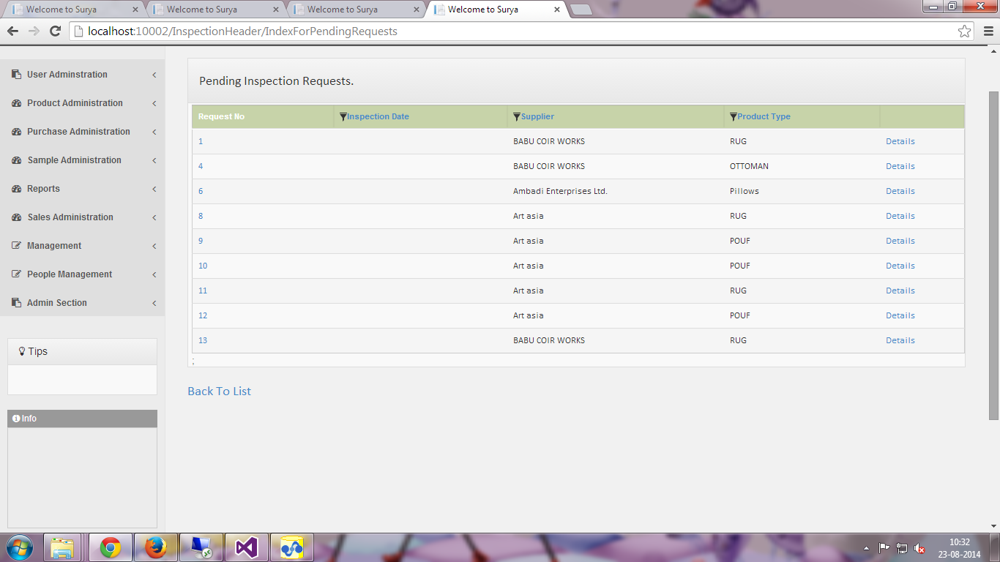 Welcome to Surya Welcome to Surya Welcome to Surya Welcome to Surya
localhost:10002/InspectionHeader/IndexForPendingRequests
User Adminstration
Product Administration
Purchase Administration
Sample Administration
Reports
Sales Administration
Management
People Management
Admin Section
Tips
Info
Pending Inspection Requests.
Request No Inspection Date Supplier Product Type
1 BABU COIR WORKS RUG Details
4 BABU COIR WORKS OTTOMAN Details
6 Ambadi Enterprises Ltd. Pillows Details
8 Art asia RUG Details
9 Art asia POUF Details
10 Art asia POUF Details
11 Art asia RUG Details
12 Art asia POUF Details
13 BABU COIR WORKS RUG Details
;
Back To List
10:32
23-08-2014